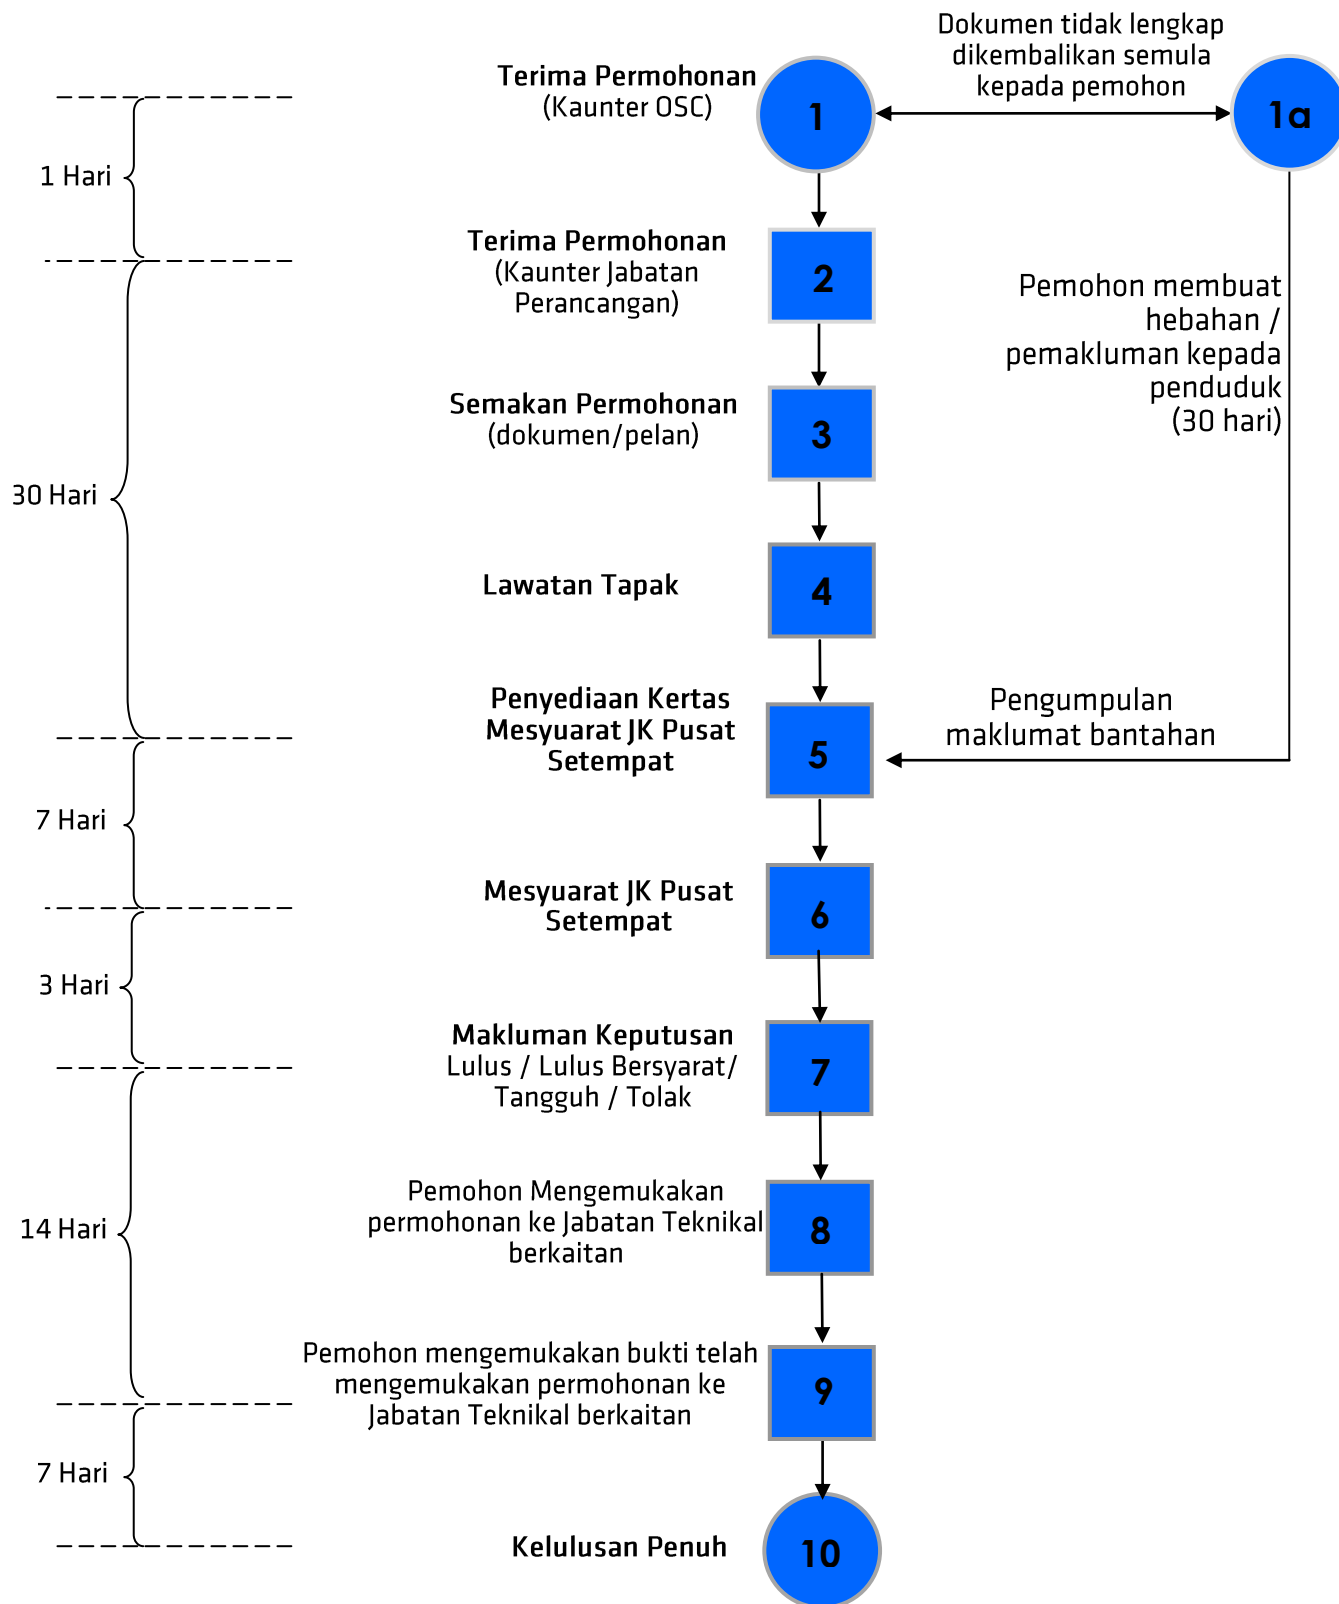 Dokumen tidak lengkap
dikembalikan semula
kepada pemohon
Terima Permohonan
(Kaunter OSC)
1
1a
1 Hari
Terima Permohonan
(Kaunter Jabatan
Perancangan)
2
Pemohon membuat
hebahan /
pemakluman kepada
penduduk
(30 hari)
Semakan Permohonan
(dokumen/pelan)
3
30 Hari
Lawatan Tapak
4
Penyediaan Kertas
Mesyuarat JK Pusat
Setempat
5
Pengumpulan
maklumat bantahan
7 Hari
Mesyuarat JK Pusat
Setempat
6
3 Hari
Makluman Keputusan
Lulus / Lulus Bersyarat/
Tangguh / Tolak
7
14 Hari
Pemohon Mengemukakan
permohonan ke Jabatan Teknikal
berkaitan
8
Pemohon mengemukakan bukti telah
mengemukakan permohonan ke
Jabatan Teknikal berkaitan
9
7 Hari
Kelulusan Penuh
10